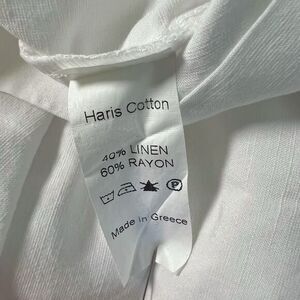 Haris Cotton
40% LINEN
60% RAYON
P
Made in Greece